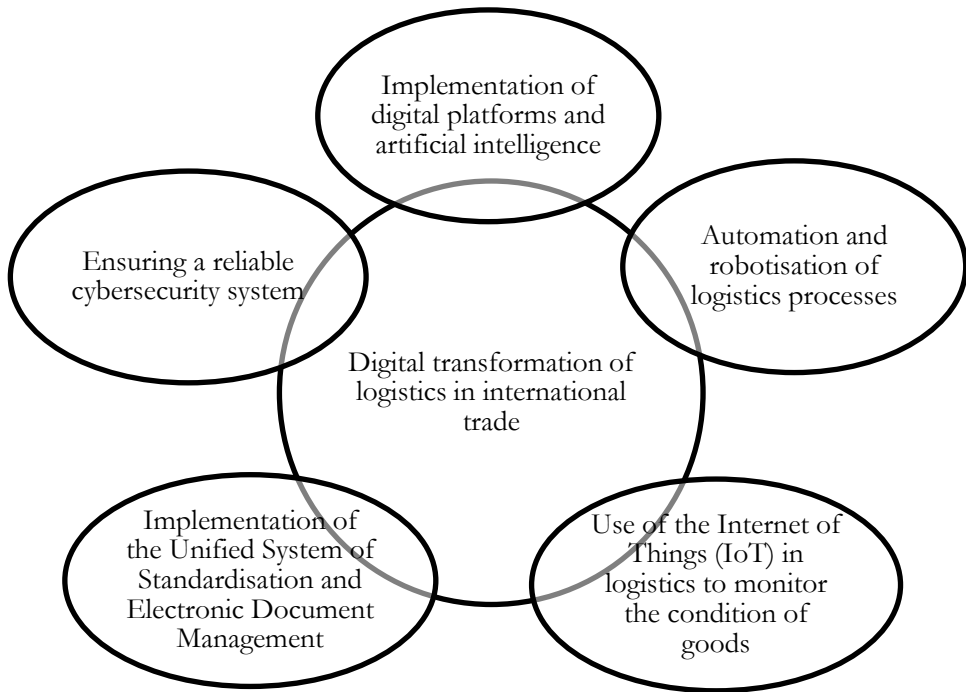 Implementation of
digital platforms and
artificial intelligence
Ensuring a reliable
cybersecurity system
Automation and
robotisation of
logistics processes
Digital transformation of
logistics in international
trade
Implementation of
the Unified System of
Standardisation and
Electronic Document
Management
Use of the Internet of
Things (IoT) in
logistics to monitor
the condition of
goods